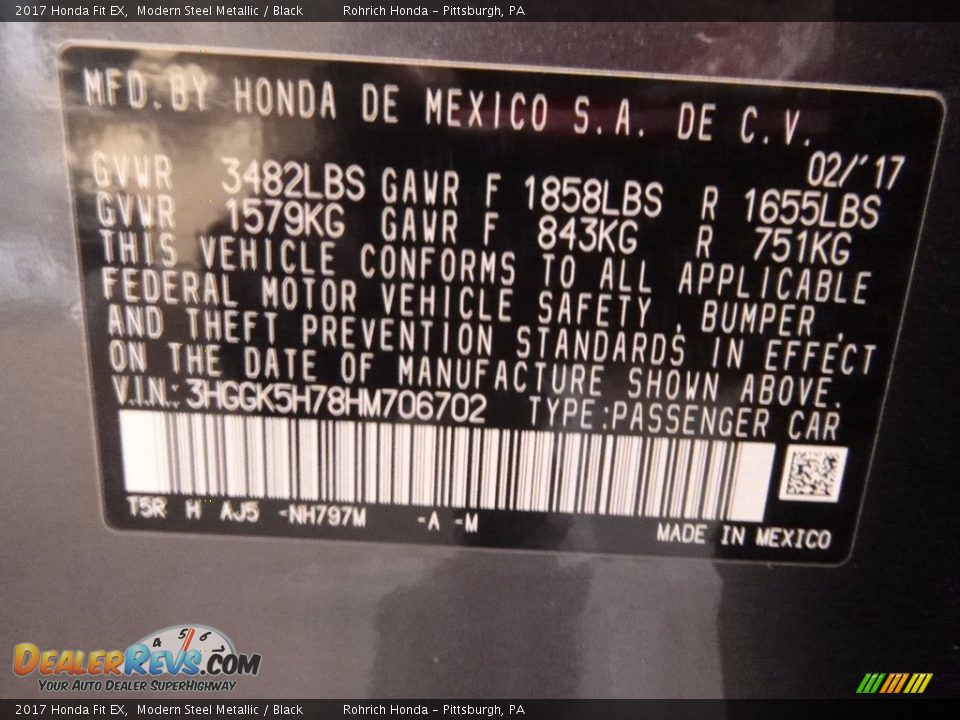 2017 Honda Fit EX, Modern Steel Metallic / Black Rohrich Honda - Pittsburgh, PA
MFD.BY HONDA DE MEXICO S.A. DE C.V.
02/'17
GVWR 3482LBS GAWR F 1858LBS R 1655LBS
GVWR 1579KG GAWR F 843KG R 751KG
THIS VEHICLE CONFORMS TO ALL APPLICABLE
FEDERAL MOTOR VEHICLE SAFETY , BUMPER ,
AND THEFT PREVENTION STANDARDS IN EFFECT
ON THE DATE OF MANUFACTURE SHOWN ABOVE.
V.I.N.: 3HGGK5H78HM706702 TYPE:PASSENGER CAR
T5R H AJ5 -NH797M -A -M
MADE IN MEXICO
4 5 6 7
DEALERREVS.COM
YOUR AUTO DEALER SUPERHIGHWAY
2017 Honda Fit EX, Modern Steel Metallic / Black Rohrich Honda - Pittsburgh, PA